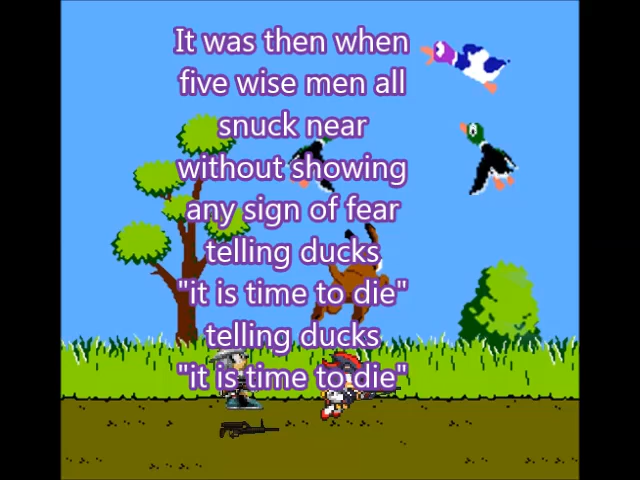 It was then when
five wise men all
snuck near
without showing
any sign of fear
telling ducks
"it is time to die"
telling ducks
"it is time to die"